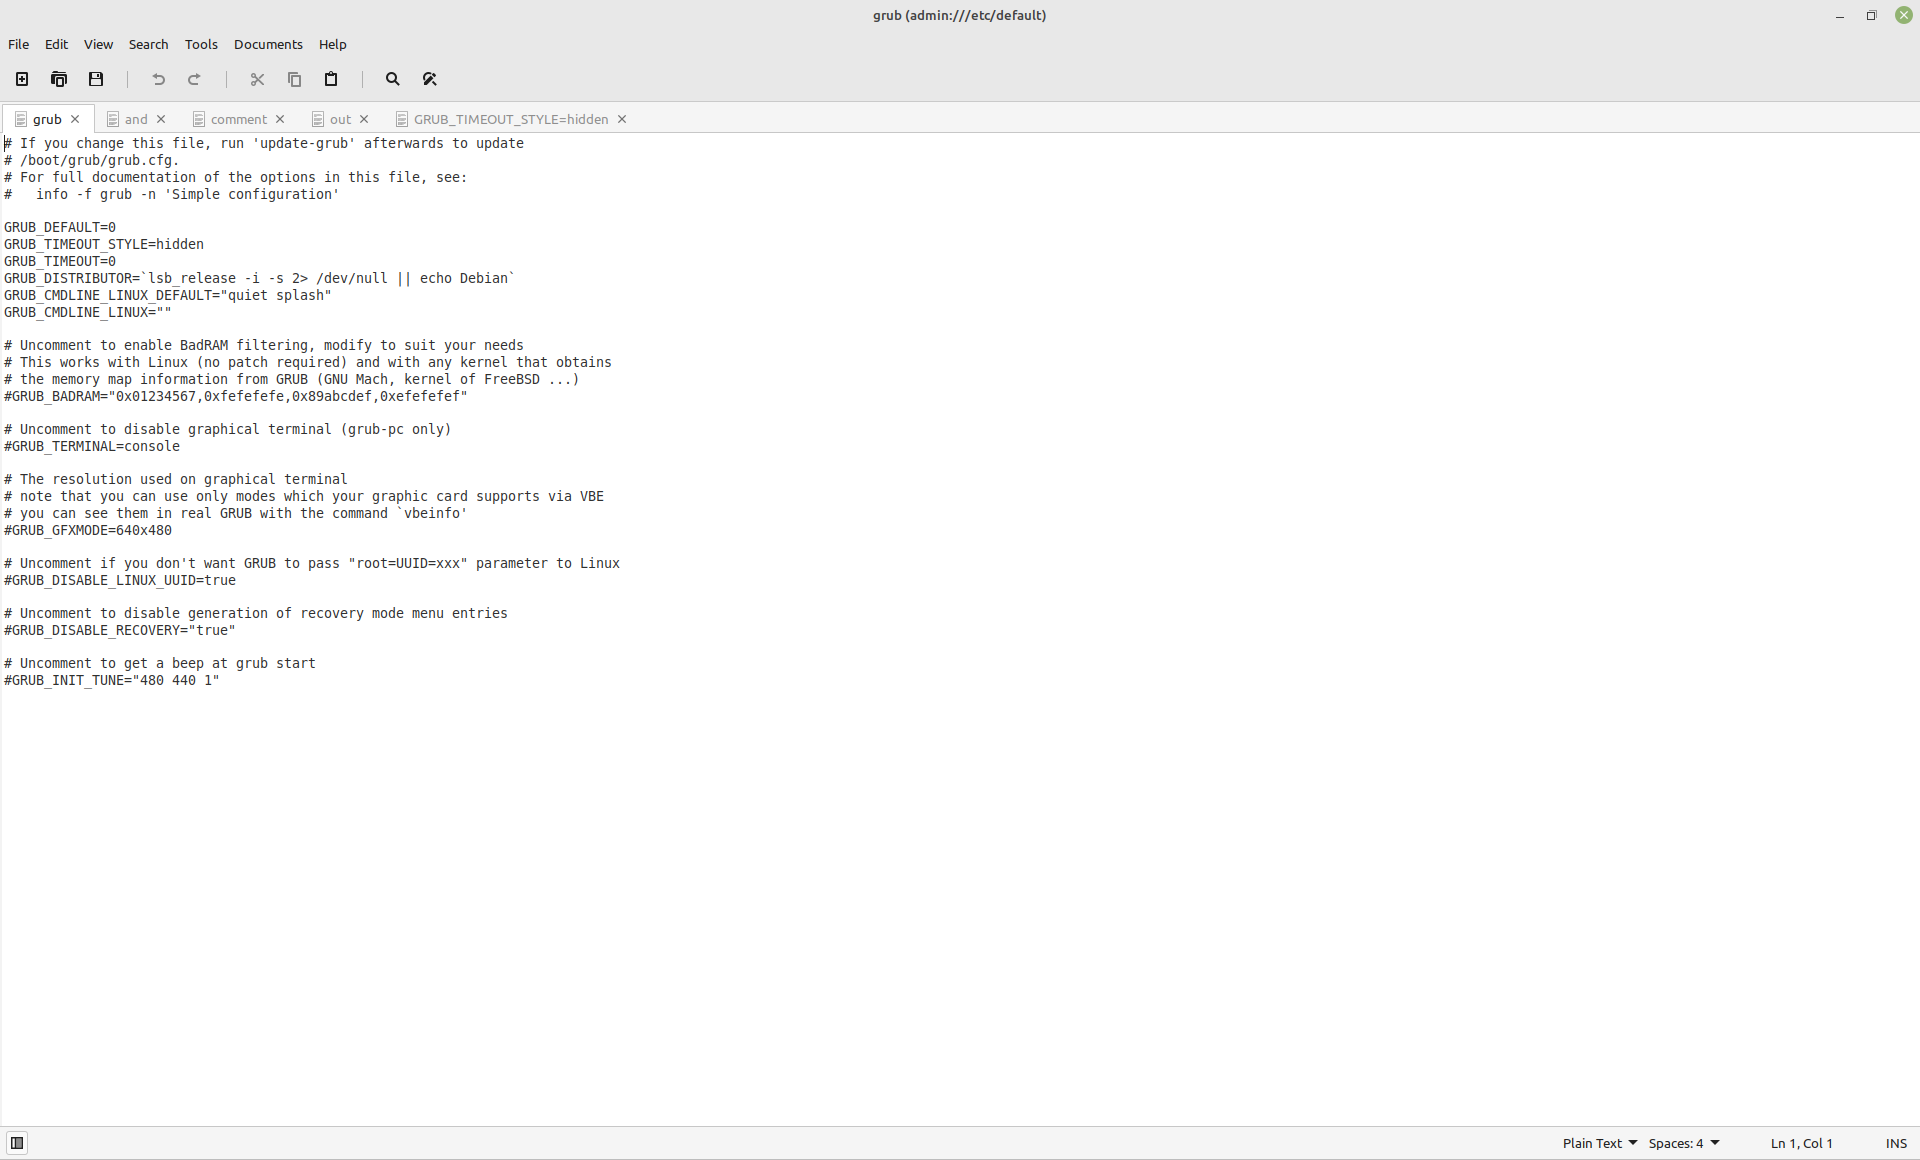 grub (admin:///etc/default)
File Edit View Search Tools Documents Help
grub and comment out GRUB_TIMEOUT_STYLE=hidden
# If you change this file, run 'update-grub' afterwards to update
# /boot/grub/grub.cfg.
# For full documentation of the options in this file, see:
#   info -f grub -n 'Simple configuration'
GRUB_DEFAULT=0
GRUB_TIMEOUT_STYLE=hidden
GRUB_TIMEOUT=0
GRUB_DISTRIBUTOR=`lsb_release -i -s 2> /dev/null || echo Debian`
GRUB_CMDLINE_LINUX_DEFAULT="quiet splash"
GRUB_CMDLINE_LINUX=""
# Uncomment to enable BadRAM filtering, modify to suit your needs
# This works with Linux (no patch required) and with any kernel that obtains
# the memory map information from GRUB (GNU Mach, kernel of FreeBSD ...)
#GRUB_BADRAM="0x01234567,0xfefefefe,0x89abcdef,0xefefefef"
# Uncomment to disable graphical terminal (grub-pc only)
#GRUB_TERMINAL=console
# The resolution used on graphical terminal
# note that you can use only modes which your graphic card supports via VBE
# you can see them in real GRUB with the command `vbeinfo'
#GRUB_GFXMODE=640x480
# Uncomment if you don't want GRUB to pass "root=UUID=xxx" parameter to Linux
#GRUB_DISABLE_LINUX_UUID=true
# Uncomment to disable generation of recovery mode menu entries
#GRUB_DISABLE_RECOVERY="true"
# Uncomment to get a beep at grub start
#GRUB_INIT_TUNE="480 440 1"
Plain Text Spaces: 4 Ln 1, Col 1 INS